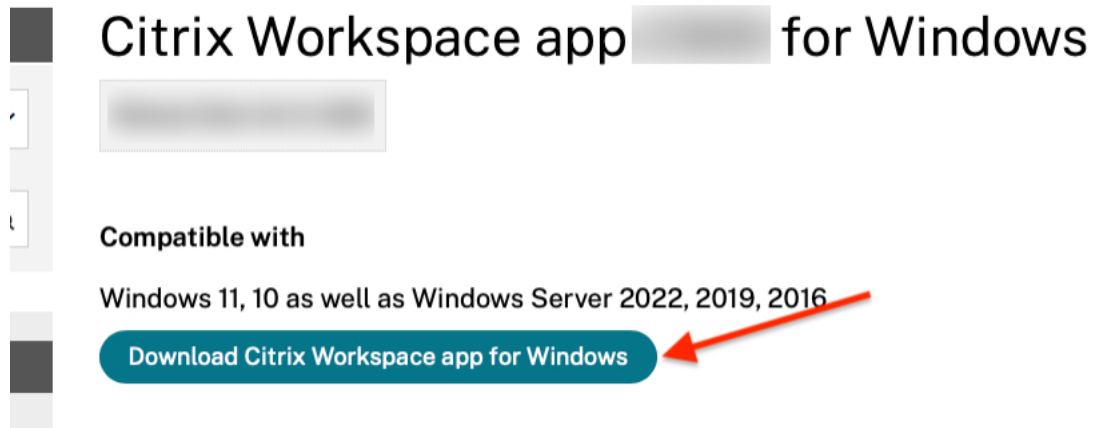 Citrix Workspace app for Windows
Compatible with
Windows 11, 10 as well as Windows Server 2022, 2019, 2016
Download Citrix Workspace app for Windows